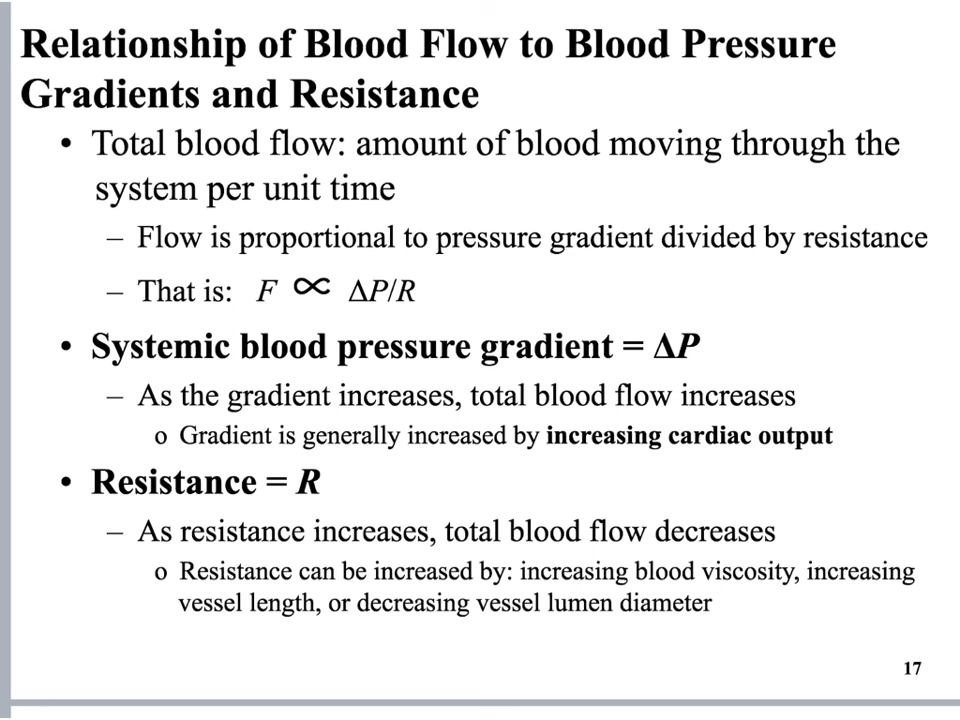 Relationship of Blood Flow to Blood Pressure
Gradients and Resistance
• Total blood flow: amount of blood moving through the
system per unit time
– Flow is proportional to pressure gradient divided by resistance
– That is: F ∝ ΔP/R
• Systemic blood pressure gradient = ΔP
– As the gradient increases, total blood flow increases
o Gradient is generally increased by increasing cardiac output
• Resistance = R
– As resistance increases, total blood flow decreases
o Resistance can be increased by: increasing blood viscosity, increasing
vessel length, or decreasing vessel lumen diameter
17